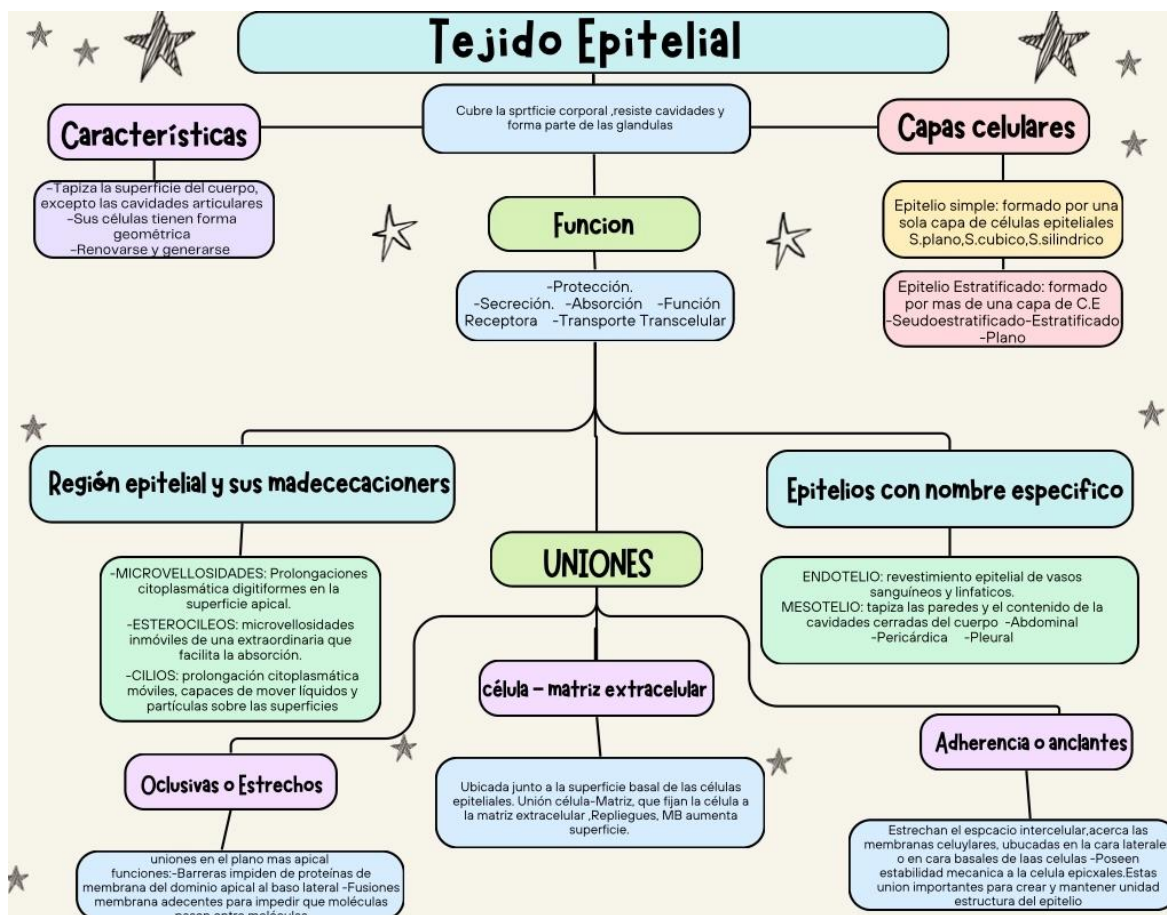 Tejido Epitelial
Cubre la sprtficie corporal ,resiste cavidades y
forma parte de las glandulas
Características
-Tapiza la superficie del cuerpo,
excepto las cavidades articulares
-Sus células tienen forma
geométrica
-Renovarse y generarse
Capas celulares
Epitelio simple: formado por una
sola capa de células epiteliales
S.plano,S.cubico,S.silindrico
Epitelio Estratificado: formado
por mas de una capa de C.E
-Seudoestratificado-Estratificado
-Plano
Funcion
-Protección.
-Secreción. -Absorción -Función
Receptora -Transporte Transcelular
Región epitelial y sus madececacioners
-MICROVELLOSIDADES: Prolongaciones
citoplasmática digitiformes en la
superficie apical.
-ESTEROCILEOS: microvellosidades
inmóviles de una extraordinaria que
facilita la absorción.
-CILIOS: prolongación citoplasmática
móviles, capaces de mover líquidos y
partículas sobre las superficies
Epitelios con nombre especifico
ENDOTELIO: revestimiento epitelial de vasos
sanguíneos y linfaticos.
MESOTELIO: tapiza las paredes y el contenido de la
cavidades cerradas del cuerpo -Abdominal
-Pericárdica -Pleural
UNIONES
Oclusivas o Estrechos
uniones en el plano mas apical
funciones:-Barreras impiden de proteínas de
membrana del dominio apical al baso lateral -Fusiones
membrana adecentes para impedir que moléculas
pasen entre moléculas
célula - matriz extracelular
Ubicada junto a la superficie basal de las células
epiteliales. Unión célula-Matriz, que fijan la célula a
la matriz extracelular ,Repliegues, MB aumenta
superficie.
Adherencia o anclantes
Estrechan el espcacio intercelular,acerca las
membranas celuylares, ubucadas en la cara laterale
o en cara basales de laas celulas -Poseen
estabilidad mecanica a la celula epicxales.Estas
union importantes para crear y mantener unidad
estructura del epitelio